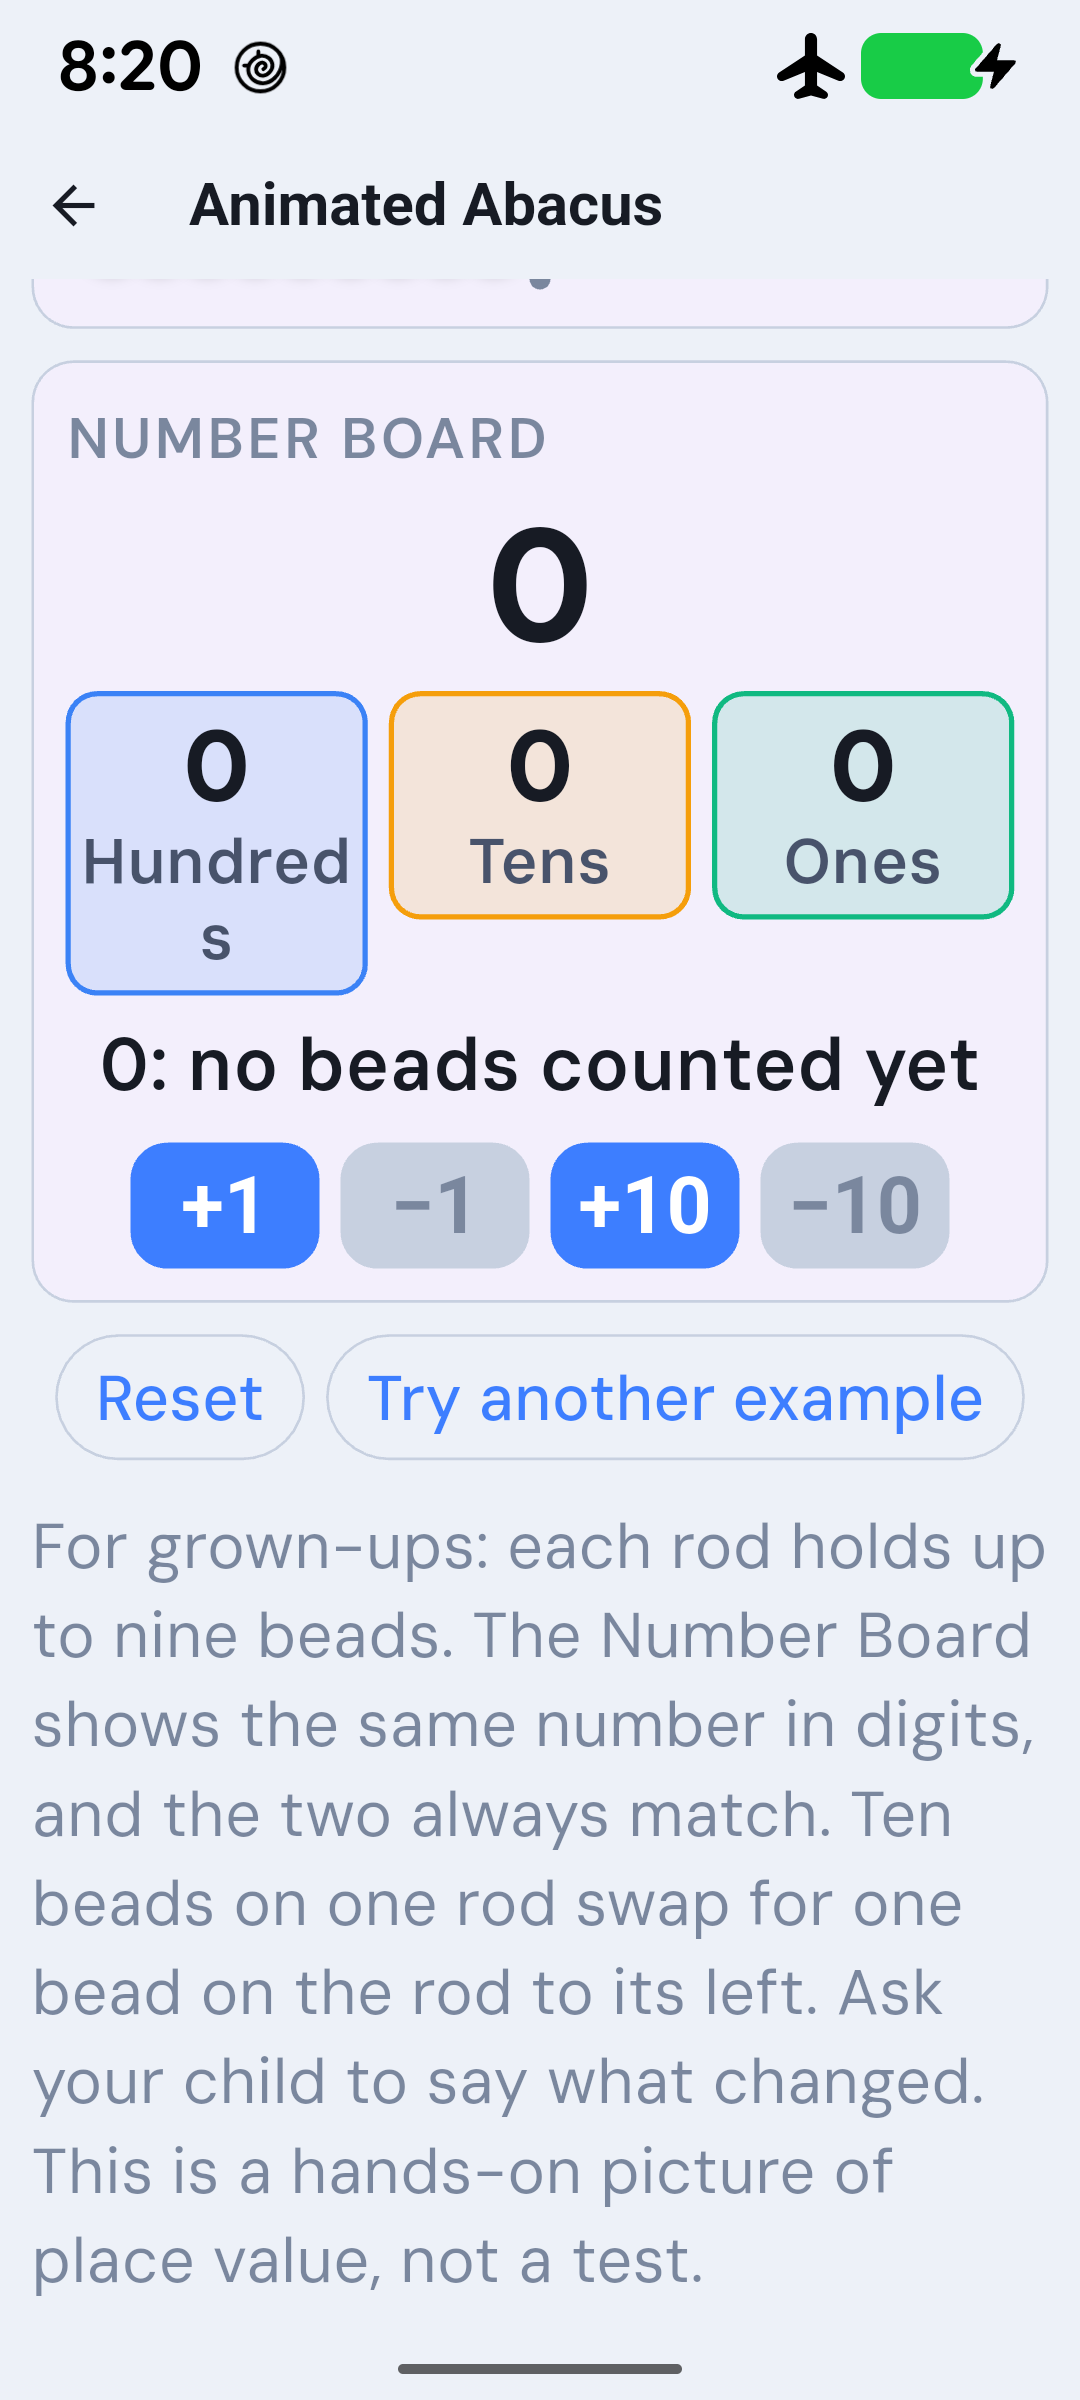 8:20
Animated Abacus
NUMBER BOARD
0
0
Hundred
s
0
Tens
0
Ones
0: no beads counted yet
+1
−1
+10
−10
Reset
Try another example
For grown-ups: each rod holds up
to nine beads. The Number Board
shows the same number in digits,
and the two always match. Ten
beads on one rod swap for one
bead on the rod to its left. Ask
your child to say what changed.
This is a hands-on picture of
place value, not a test.